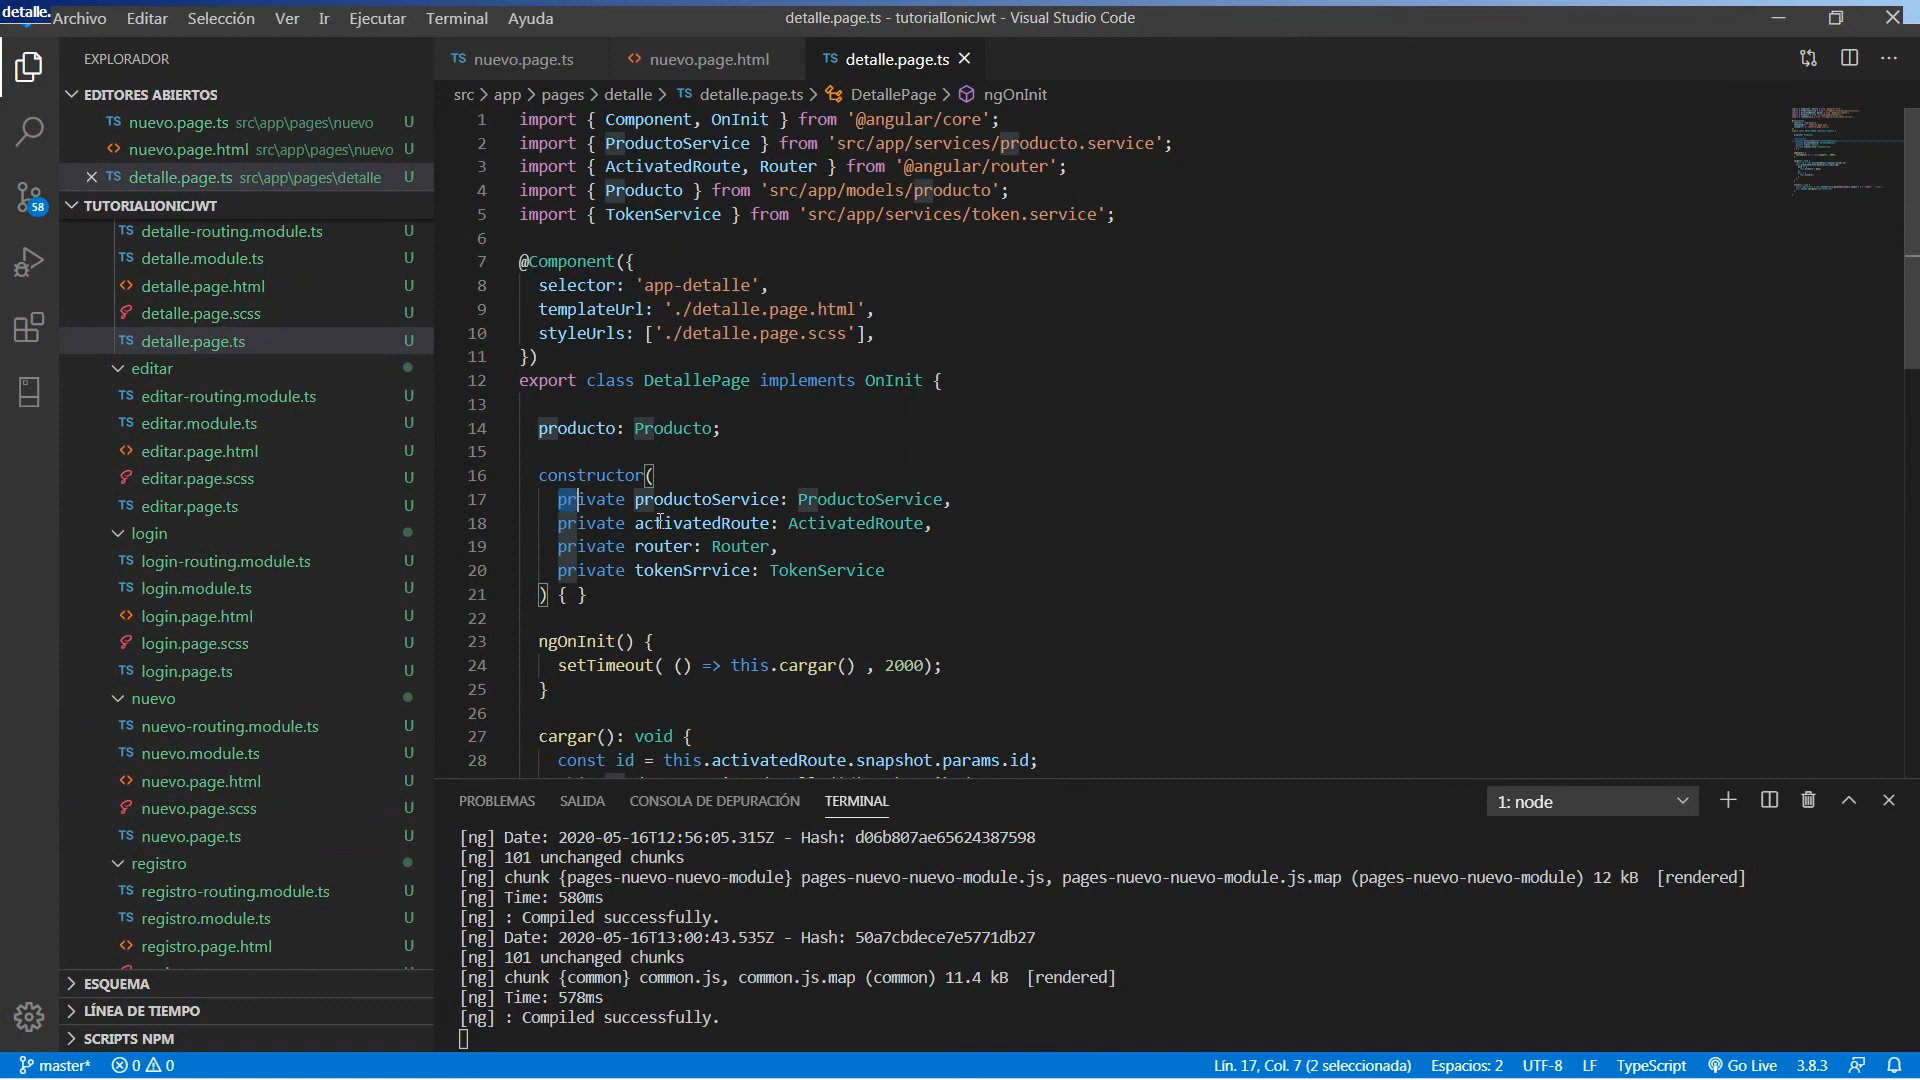 detalle.
Archivo Editar Selección Ver Ir Ejecutar Terminal Ayuda
detalle.page.ts - tutorialIonicJwt - Visual Studio Code
EXPLORADOR
EDITORES ABIERTOS
TS nuevo.page.ts src\app\pages\nuevo U
<> nuevo.page.html src\app\pages\nuevo U
TS detalle.page.ts src\app\pages\detalle U
TUTORIALIONICJWT
TS detalle-routing.module.ts U
TS detalle.module.ts U
<> detalle.page.html U
detalle.page.scss U
TS detalle.page.ts U
editar
TS editar-routing.module.ts U
TS editar.module.ts U
<> editar.page.html U
editar.page.scss U
TS editar.page.ts U
login
TS login-routing.module.ts U
TS login.module.ts U
<> login.page.html U
login.page.scss U
TS login.page.ts U
nuevo
TS nuevo-routing.module.ts U
TS nuevo.module.ts U
<> nuevo.page.html U
nuevo.page.scss U
TS nuevo.page.ts U
registro
TS registro-routing.module.ts U
TS registro.module.ts U
<> registro.page.html U
ESQUEMA
LÍNEA DE TIEMPO
SCRIPTS NPM
58
TS nuevo.page.ts <> nuevo.page.html TS detalle.page.ts
src > app > pages > detalle > TS detalle.page.ts > DetallePage > ngOnInit
1 import { Component, OnInit } from '@angular/core';
2 import { ProductoService } from 'src/app/services/producto.service';
3 import { ActivatedRoute, Router } from '@angular/router';
4 import { Producto } from 'src/app/models/producto';
5 import { TokenService } from 'src/app/services/token.service';
6
7 @Component({
8 selector: 'app-detalle',
9 templateUrl: './detalle.page.html',
10 styleUrls: ['./detalle.page.scss'],
11 })
12 export class DetallePage implements OnInit {
13
14 producto: Producto;
15
16 constructor(
17 private productoService: ProductoService,
18 private activatedRoute: ActivatedRoute,
19 private router: Router,
20 private tokenSrrvice: TokenService
21 ) { }
22
23 ngOnInit() {
24 setTimeout( () => this.cargar() , 2000);
25 }
26
27 cargar(): void {
28 const id = this.activatedRoute.snapshot.params.id;
PROBLEMAS SALIDA CONSOLA DE DEPURACIÓN TERMINAL 1: node
[ng] Date: 2020-05-16T12:56:05.315Z - Hash: d06b807ae65624387598
[ng] 101 unchanged chunks
[ng] chunk {pages-nuevo-nuevo-module} pages-nuevo-nuevo-module.js, pages-nuevo-nuevo-module.js.map (pages-nuevo-nuevo-module) 12 kB [rendered]
[ng] Time: 580ms
[ng] : Compiled successfully.
[ng] Date: 2020-05-16T13:00:43.535Z - Hash: 50a7cbdece7e5771db27
[ng] 101 unchanged chunks
[ng] chunk {common} common.js, common.js.map (common) 11.4 kB [rendered]
[ng] Time: 578ms
[ng] : Compiled successfully.
master* 0 0 Lín. 17, Col. 7 (2 seleccionada) Espacios: 2 UTF-8 LF TypeScript Go Live 3.8.3